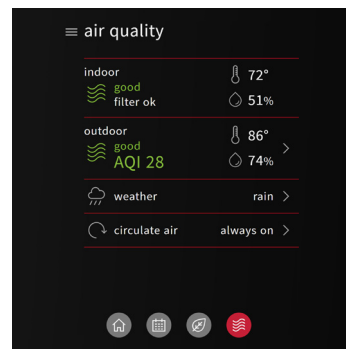 air quality
indoor
good
filter ok
72°
51%
outdoor
good
AQI 28
86°
74%
weather rain
circulate air always on